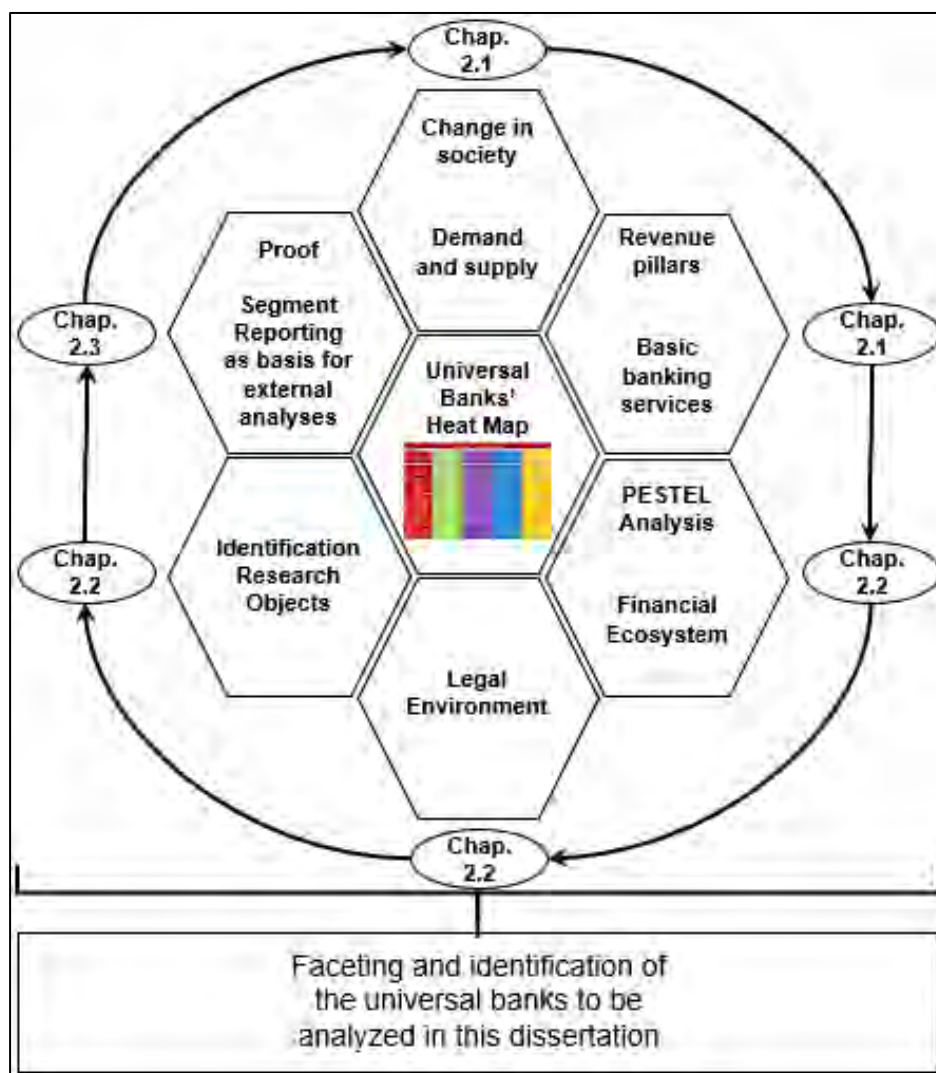 Chap.
2.1
Change in
society
Demand
and supply
Revenue
pillars
Basic
banking
services
Chap.
2.1
PESTEL
Analysis
Financial
Ecosystem
Chap.
2.2
Legal
Environment
Chap.
2.2
Identification
Research
Objects
Chap.
2.2
Proof
Segment
Reporting
as basis for
external
analyses
Chap.
2.3
Universal
Banks'
Heat Map
Faceting and identification of
the universal banks to be
analyzed in this dissertation